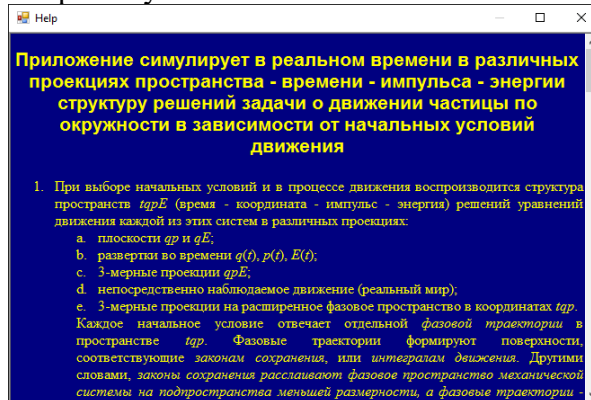 Help
Приложение симулирует в реальном времени в различных
проекциях пространства - времени - импульса - энергии
структуру решений задачи о движении частицы по
окружности в зависимости от начальных условий
движения
1. При выборе начальных условий и в процессе движения воспроизводится структура
пространств tqpE (время - координата - импульс - энергия) решений уравнений
движения каждой из этих систем в различных проекциях:
a. плоскости qp и qE;
b. развертки во времени q(t), p(t), E(t);
c. 3-мерные проекции qpE;
d. непосредственно наблюдаемое движение (реальный мир);
e. 3-мерные проекции на расширенное фазовое пространство в координатах tqp.
Каждое начальное условие отвечает отдельной фазовой траектории в
пространстве tqp. Фазовые траектории формируют поверхности,
соответствующие законам сохранения, или интегралам движения. Другими
словами, законы сохранения расслаивают фазовое пространство механической
системы на подпространства меньшей размерности, а фазовые траектории -